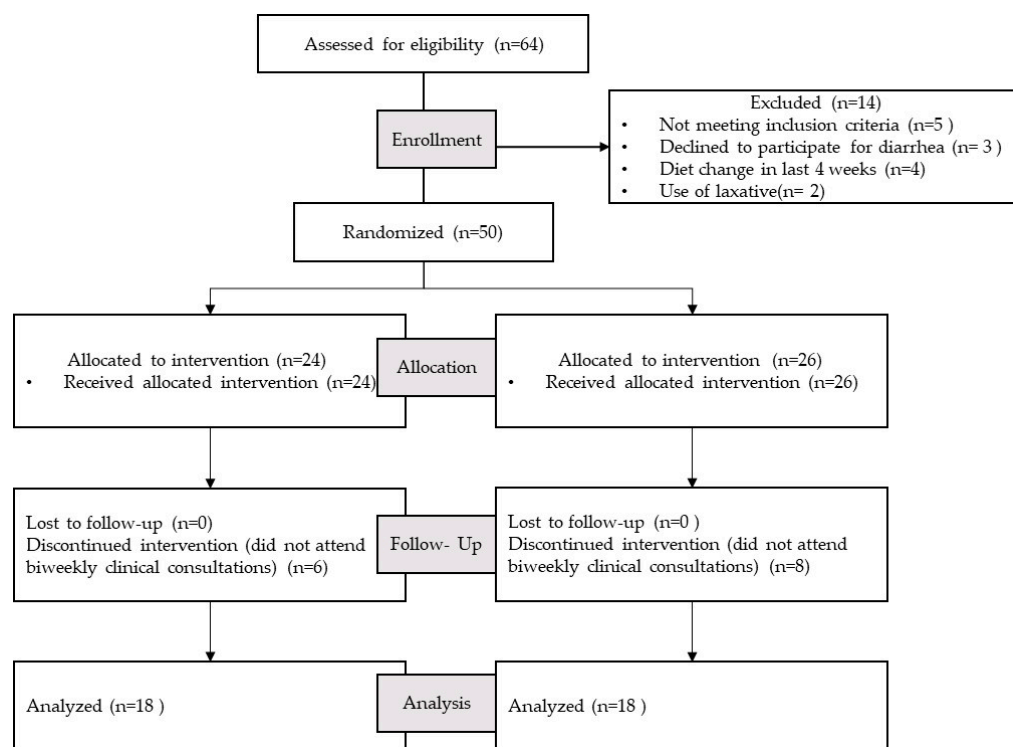 Assessed for eligibility (n=64)
Excluded (n=14)
• Not meeting inclusion criteria (n=5 )
• Declined to participate for diarrhea (n= 3 )
• Diet change in last 4 weeks (n=4)
• Use of laxative(n= 2)
Enrollment
Randomized (n=50)
Allocated to intervention (n=24)
• Received allocated intervention (n=24)
Allocation
Allocated to intervention (n=26)
• Received allocated intervention (n=26)
Lost to follow-up (n=0)
Discontinued intervention (did not attend
biweekly clinical consultations) (n=6)
Follow- Up
Lost to follow-up (n=0 )
Discontinued intervention (did not attend
biweekly clinical consultations) (n=8)
Analyzed (n=18 )
Analysis
Analyzed (n=18 )